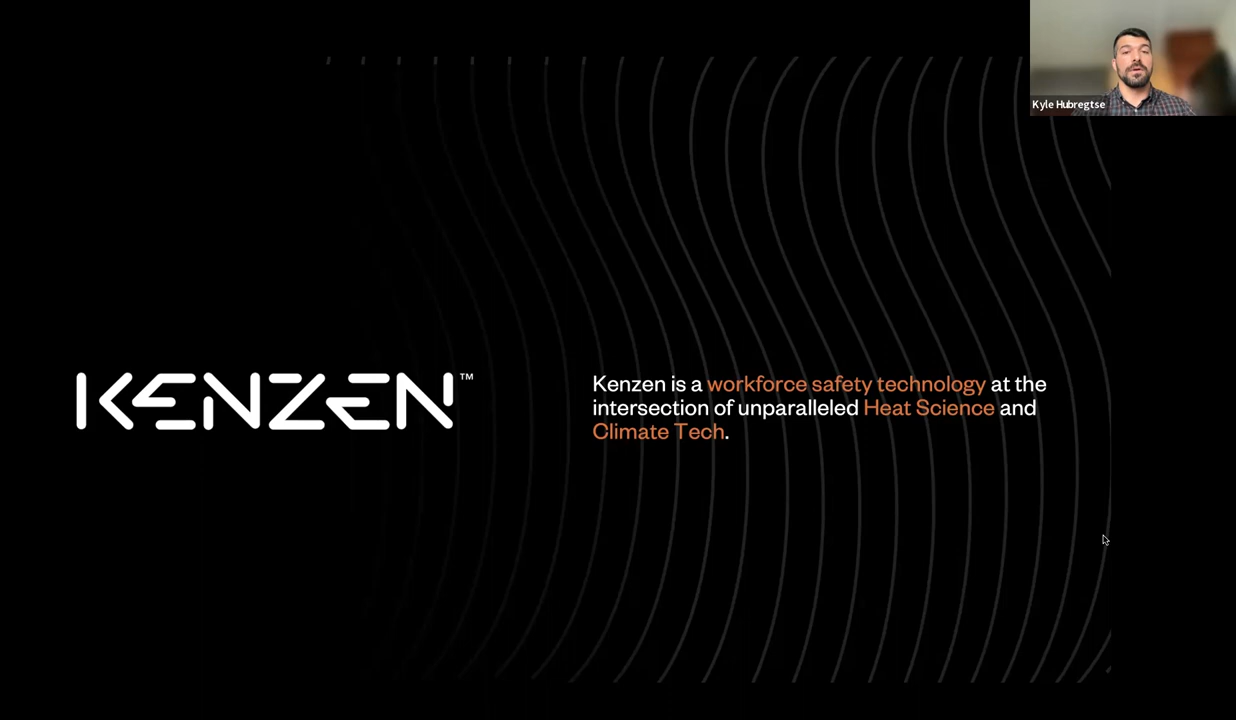 Kyle Hubregtse
KENZEN™
Kenzen is a workforce safety technology at the
intersection of unparalleled Heat Science and
Climate Tech.